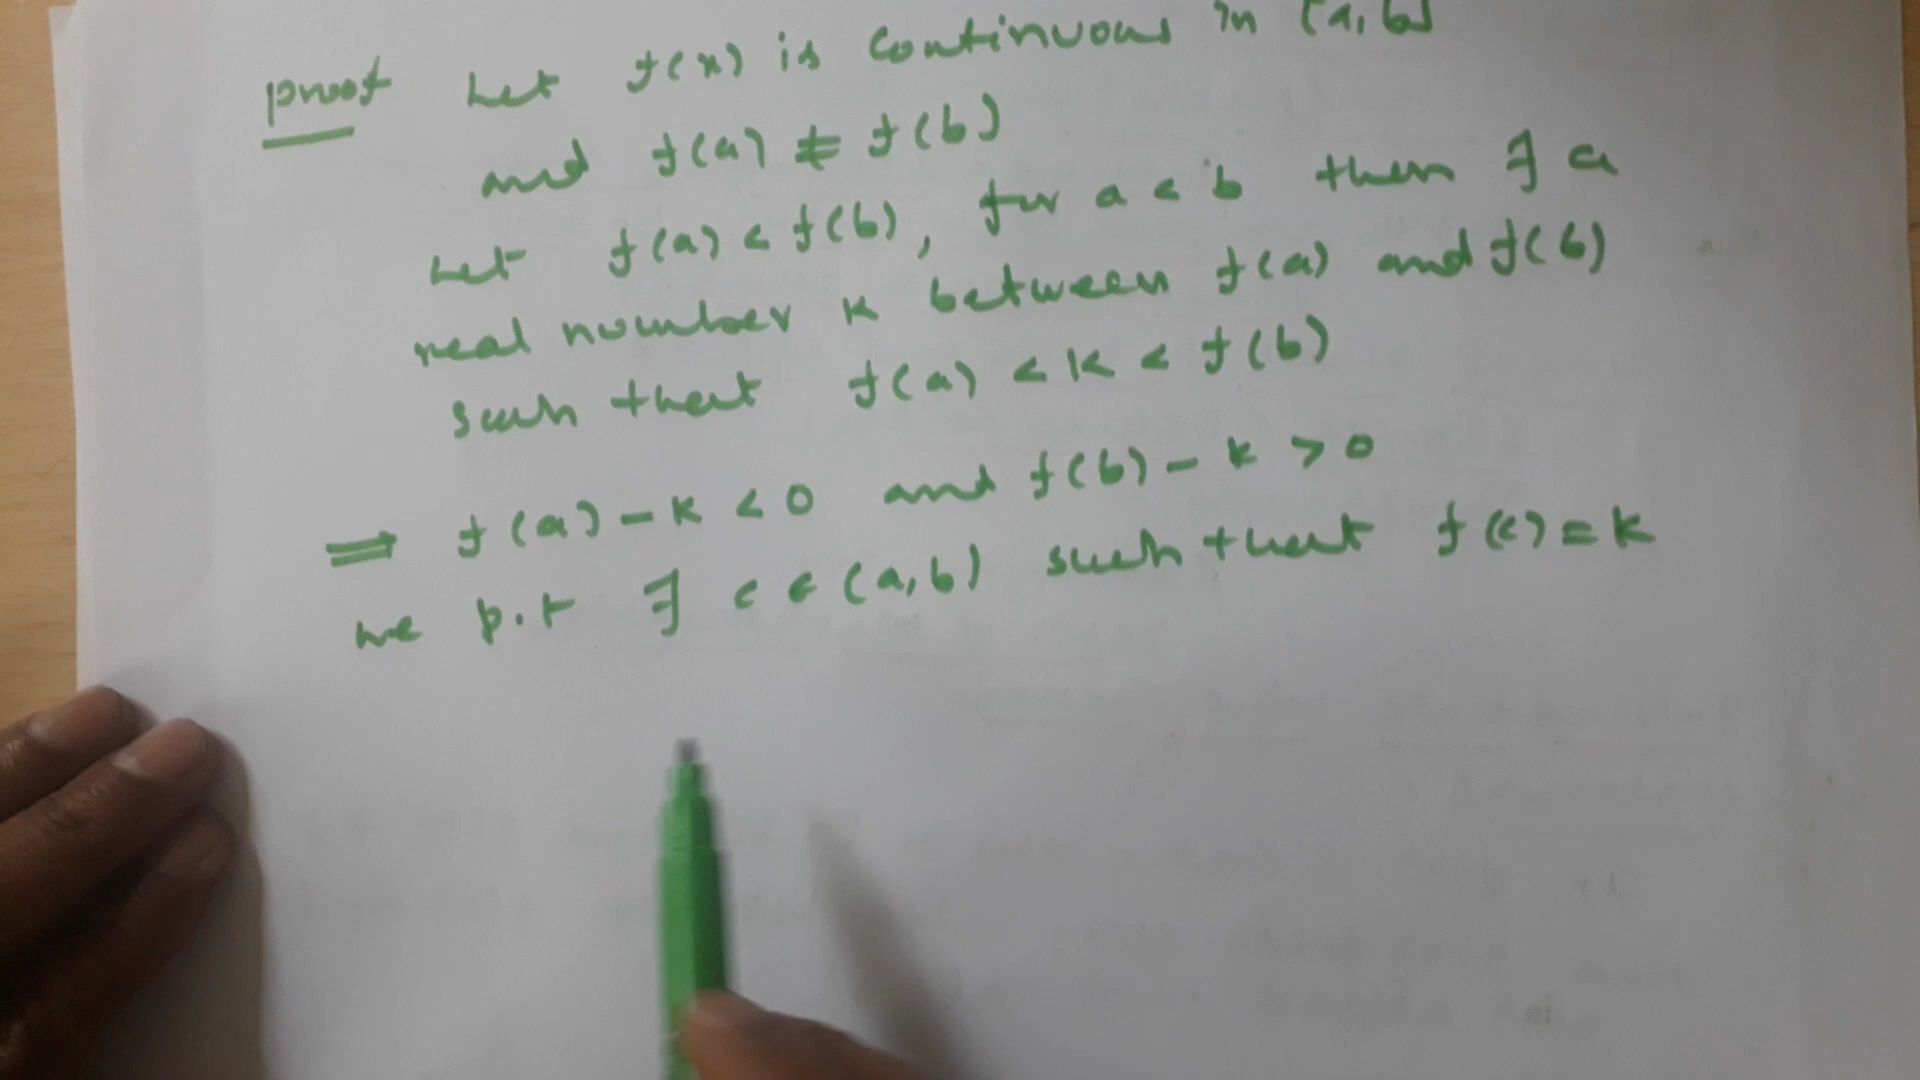 proof Let f(x) is continuous in [a,b]
and f(a) ≠ f(b)
Let f(a) < f(b), for a < b then ∃ a
real number k between f(a) and f(b)
such that f(a) < k < f(b)
⟹ f(a) - k < 0 and f(b) - k > 0
we p.t ∃ c ∈ (a,b) such that f(c) = k